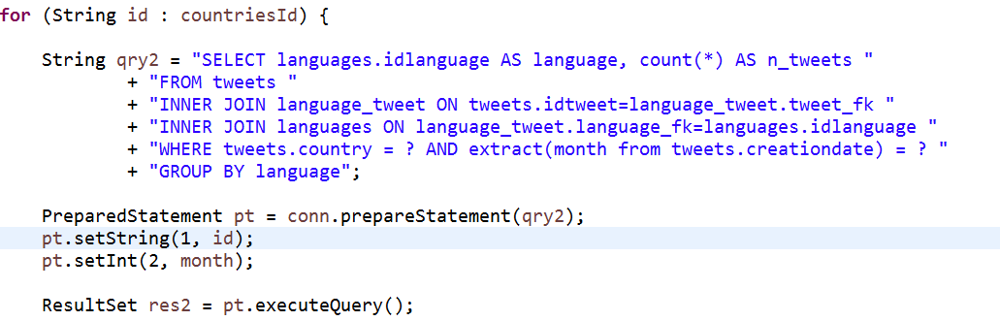 for (String id : countriesId) {
String qry2 = "SELECT languages.idlanguage AS language, count(*) AS n_tweets "
+ "FROM tweets "
+ "INNER JOIN language_tweet ON tweets.idtweet=language_tweet.tweet_fk "
+ "INNER JOIN languages ON language_tweet.language_fk=languages.idlanguage "
+ "WHERE tweets.country = ? AND extract(month from tweets.creationdate) = ? "
+ "GROUP BY language";
PreparedStatement pt = conn.prepareStatement(qry2);
pt.setString(1, id);
pt.setInt(2, month);
ResultSet res2 = pt.executeQuery();